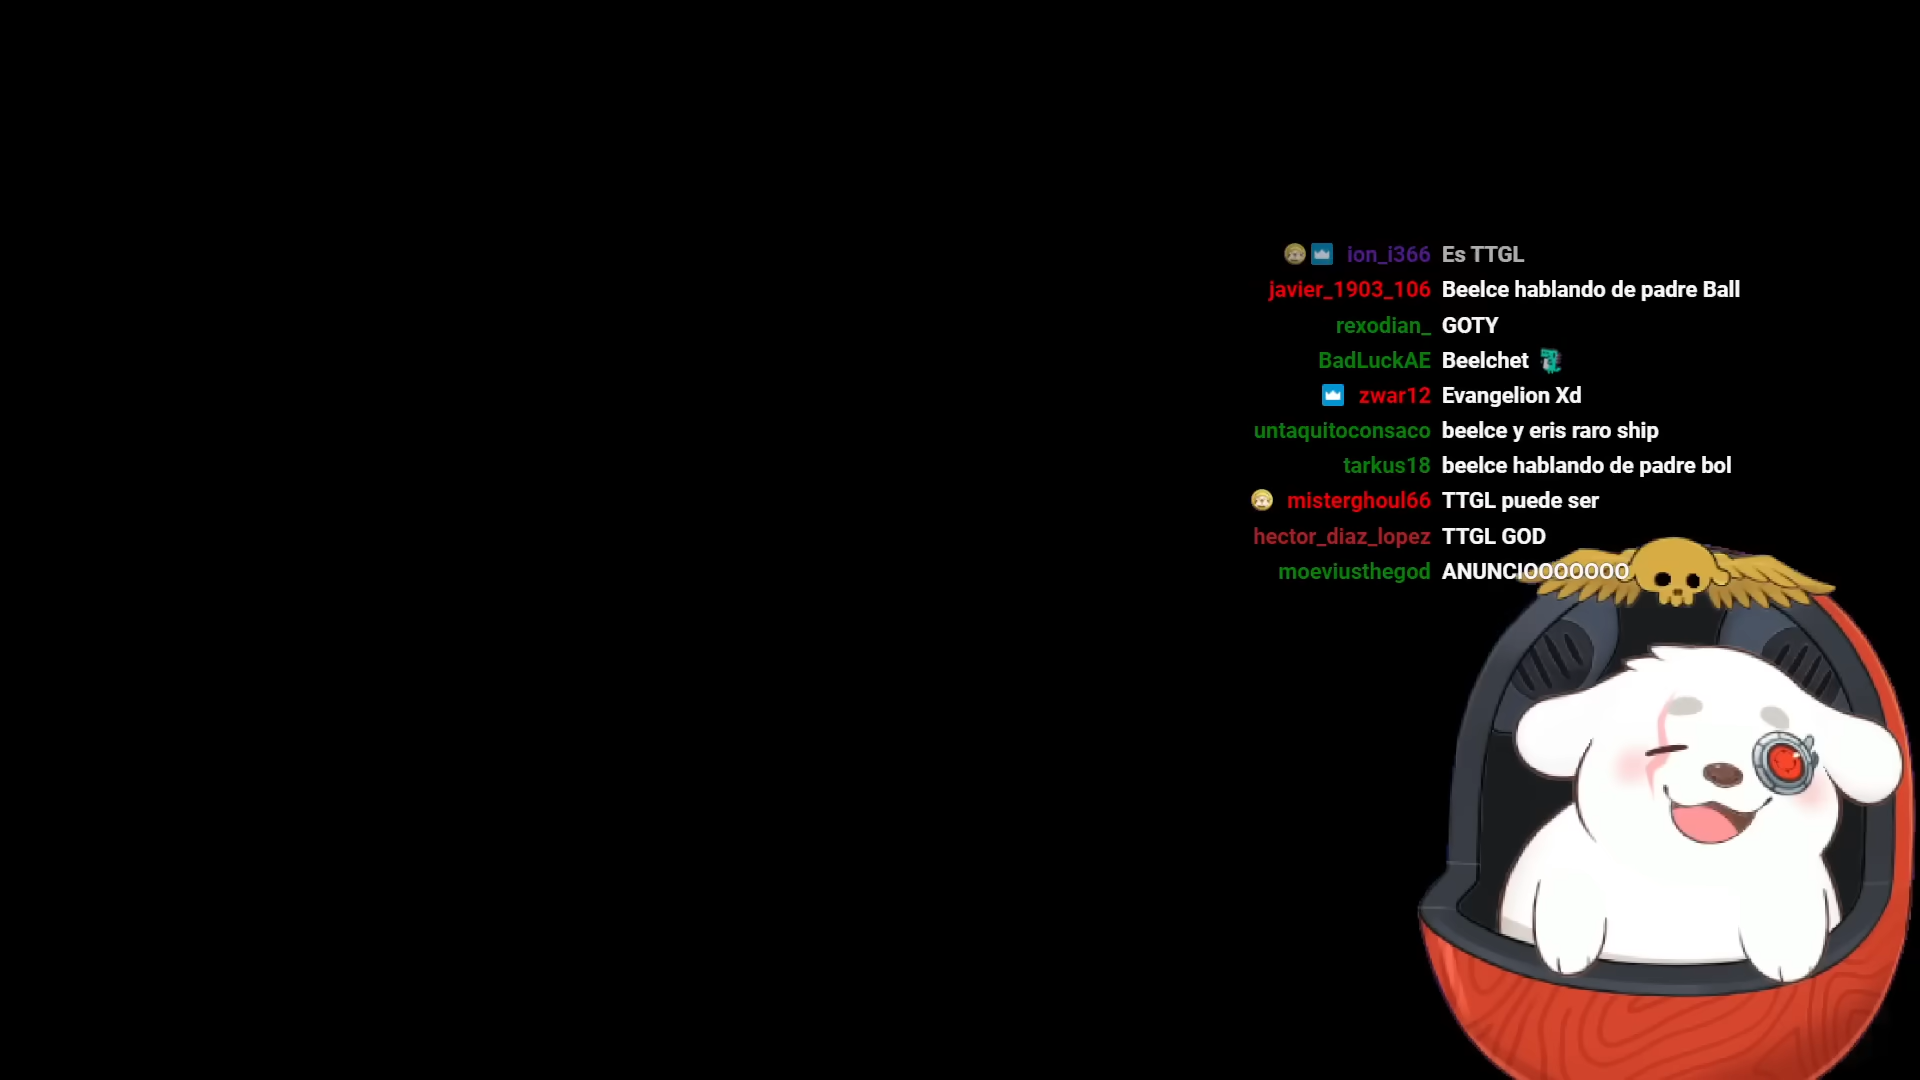 ion_i366 Es TTGL
javier_1903_106 Beelce hablando de padre Ball
rexodian_ GOTY
BadLuckAE Beelchet
zwar12 Evangelion Xd
untaquitoconsaco beelce y eris raro ship
tarkus18 beelce hablando de padre bol
misterghoul66 TTGL puede ser
hector_diaz_lopez TTGL GOD
moeviusthegod ANUNCIOOOOOOO